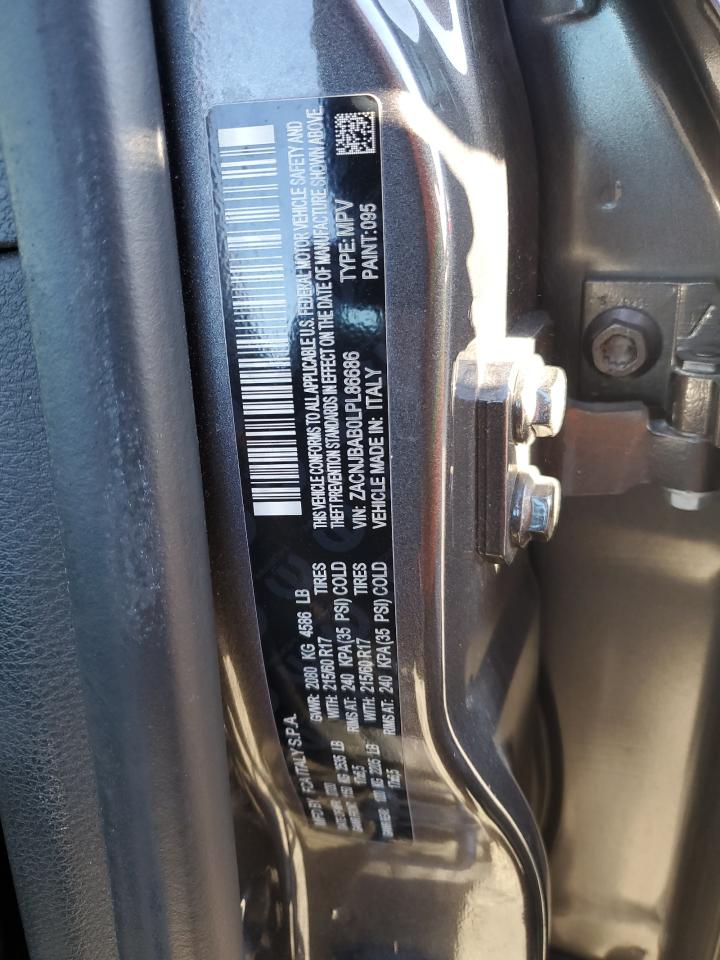 MFD BY FCA ITALY S.P.A.
GVWR: 2080 KG 4586 LB
WITH: 215/60 R17 TIRES
RIMS AT: 240 KPA(35 PSI) COLD
WITH: 215/60 R17 TIRES
RIMS AT: 240 KPA(35 PSI) COLD
THIS VEHICLE CONFORMS TO ALL APPLICABLE U.S. FEDERAL MOTOR VEHICLE SAFETY AND
THEFT PREVENTION STANDARDS IN EFFECT ON THE DATE OF MANUFACTURE SHOWN ABOVE.
VIN: ZACNJBAB0LPL86686 TYPE: MPV
VEHICLE MADE IN: ITALY PAINT: 095